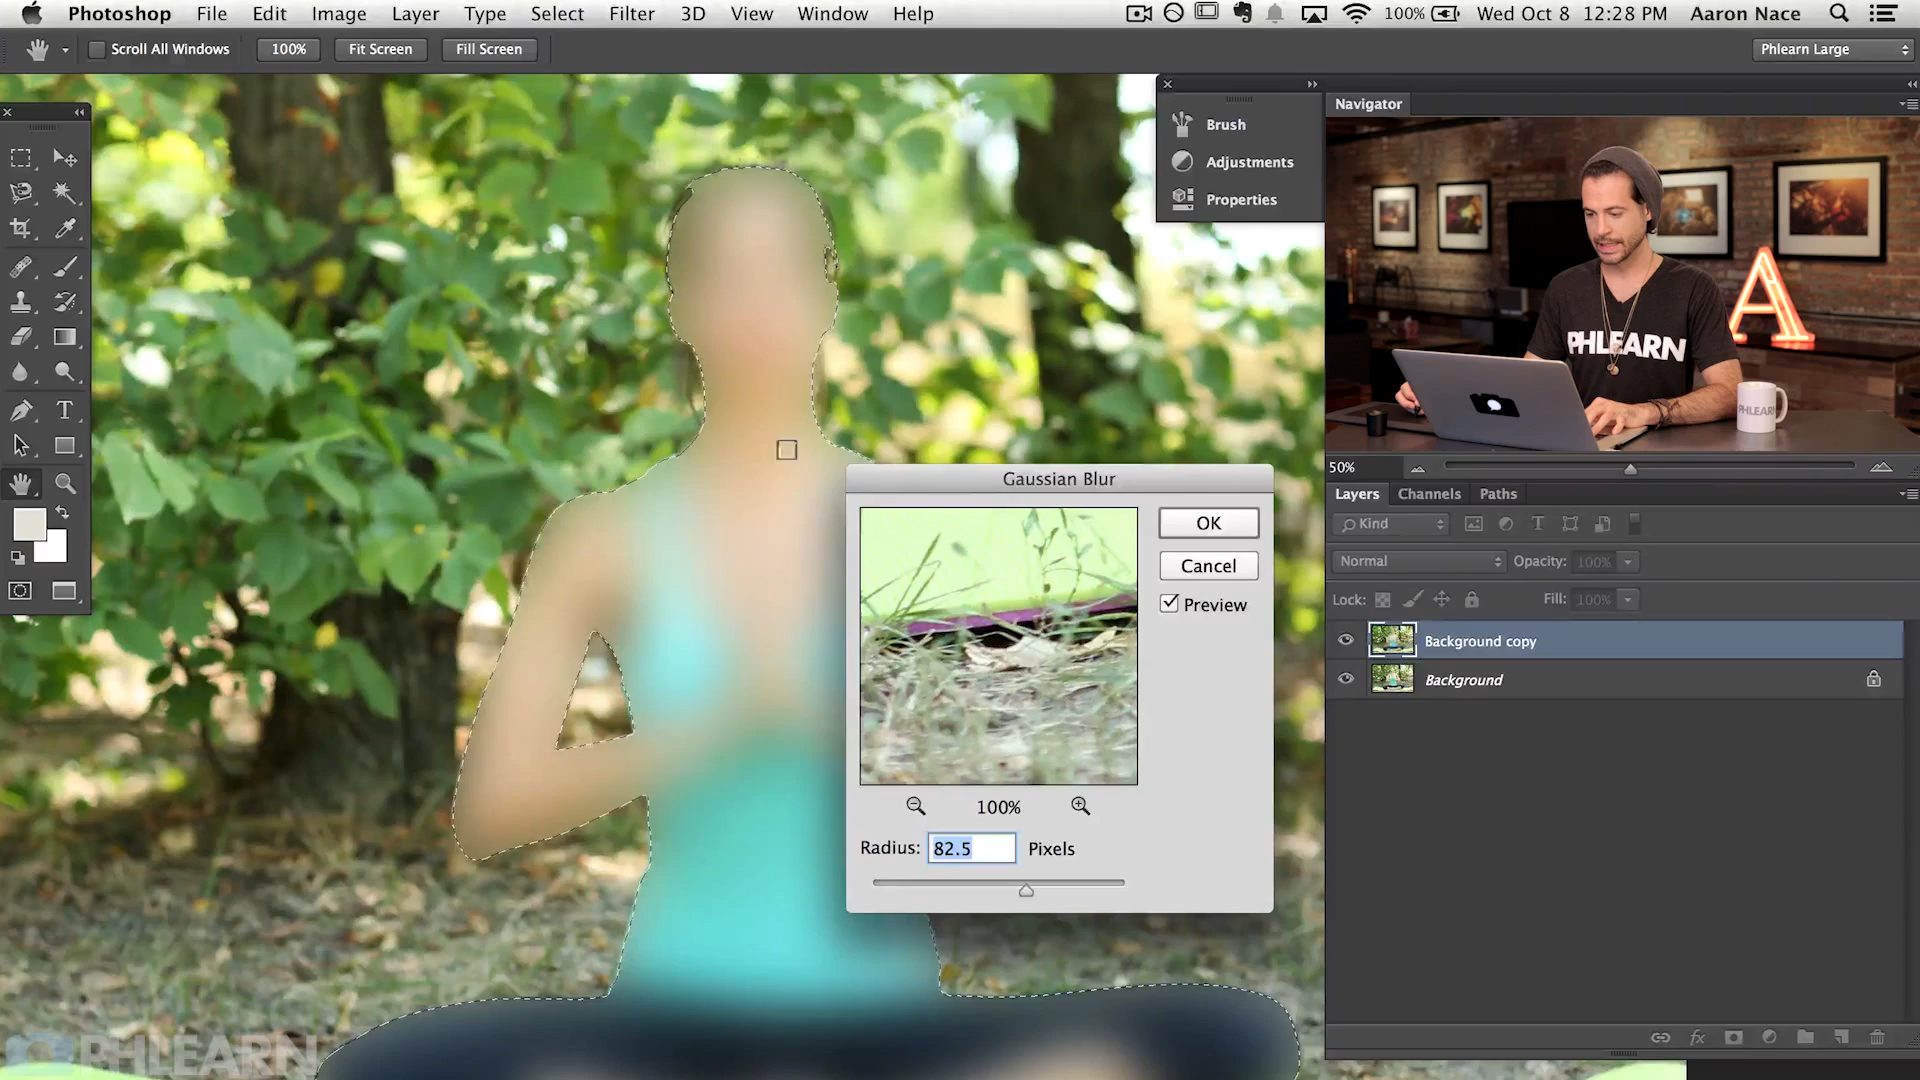 Photoshop File Edit Image Layer Type Select Filter 3D View Window Help 100% Wed Oct 8 12:28 PM Aaron Nace
Scroll All Windows 100% Fit Screen Fill Screen Phlearn Large
Brush
Adjustments
Properties
Navigator
PHLEARN
PHLEARN
A
50%
Gaussian Blur
OK
Cancel
Preview
100%
Radius: 82.5 Pixels
Layers Channels Paths
Kind
Normal Opacity: 100%
Lock: Fill: 100%
Background copy
Background
T
T
fx
PHLEARN